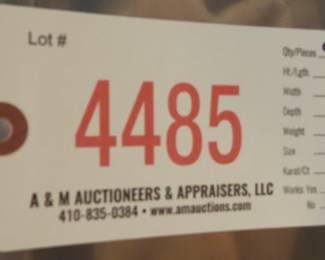 Lot #
4485
A & M AUCTIONEERS & APPRAISERS, LLC
410-835-0384 • www.amauctions.com
Qty/Pieces
Ht./Lgth.
Width
Depth
Weight
Size
Karat/Ct
Works: Yes
No